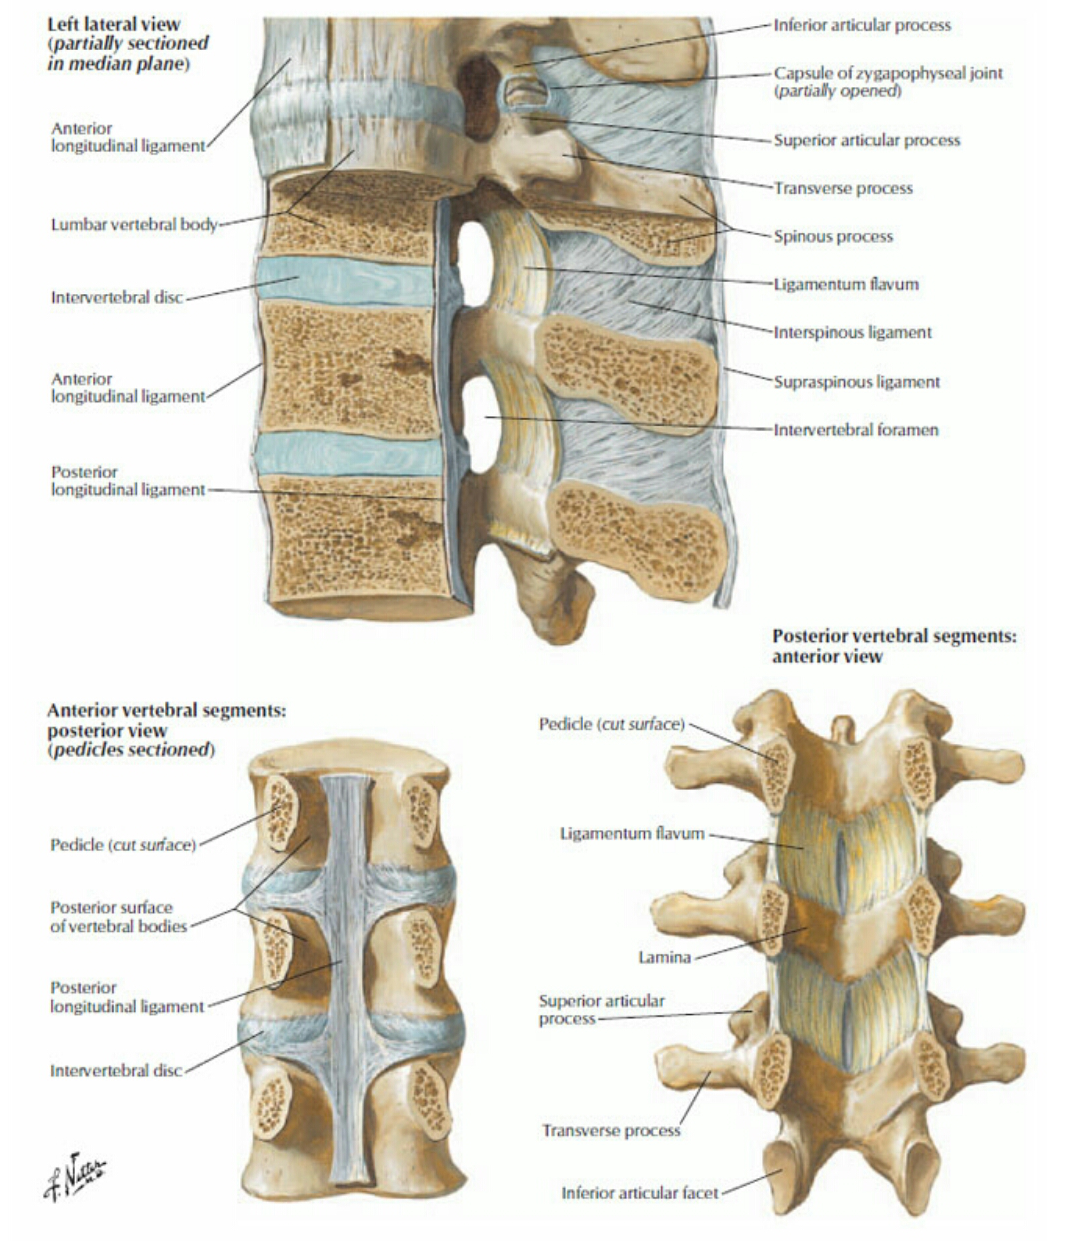 Left lateral view
(partially sectioned
in median plane)
Anterior
longitudinal ligament
Lumbar vertebral body
Intervertebral disc
Anterior
longitudinal ligament
Posterior
longitudinal ligament
Inferior articular process
Capsule of zygapophyseal joint
(partially opened)
Superior articular process
Transverse process
Spinous process
Ligamentum flavum
Interspinous ligament
Supraspinous ligament
Intervertebral foramen
Anterior vertebral segments:
posterior view
(pedicles sectioned)
Pedicle (cut surface)
Posterior surface
of vertebral bodies
Posterior
longitudinal ligament
Intervertebral disc
Posterior vertebral segments:
anterior view
Pedicle (cut surface)
Ligamentum flavum
Lamina
Superior articular
process
Transverse process
Inferior articular facet
F. Netter
M.D.